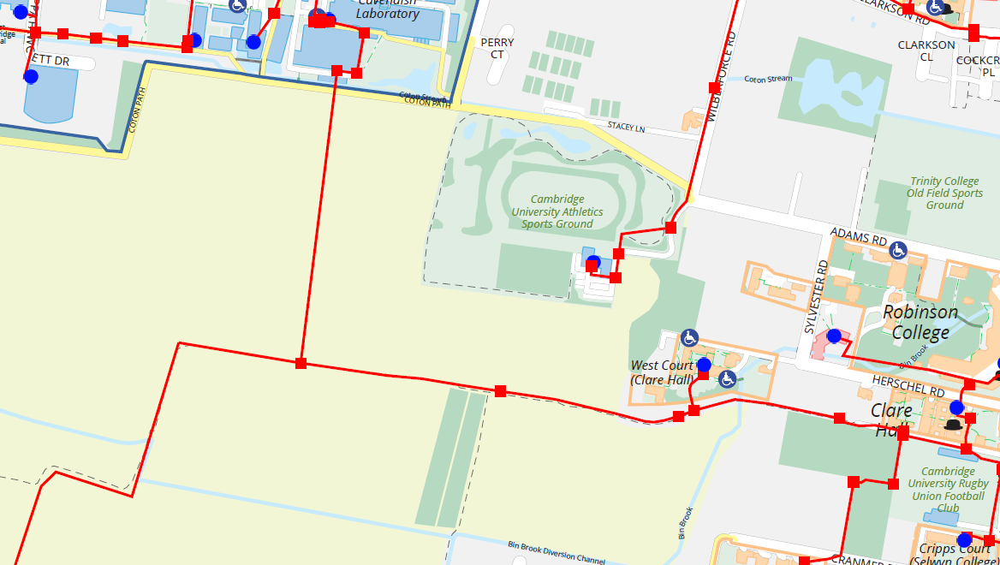 Cavendish
Laboratory
CLARKSON RD
PERRY
CT
CLARKSON
CL
ETT DR
Coton Stream
Coton Stream
COTON PATH
COTON PATH
WILBERFORCE RD
STACEY LN
Trinity College
Old Field Sports
Ground
Cambridge
University Athletics
Sports Ground
ADAMS RD
SYLVESTER RD
Robinson
College
Bin Brook
West Court
(Clare Hall)
HERSCHEL RD
Clare
Hall
Cambridge
University Rugby
Union Football
Club
Bin Brook
Bin Brook Diversion Channel
Cripps Court
(Selwyn College)
CRANMER